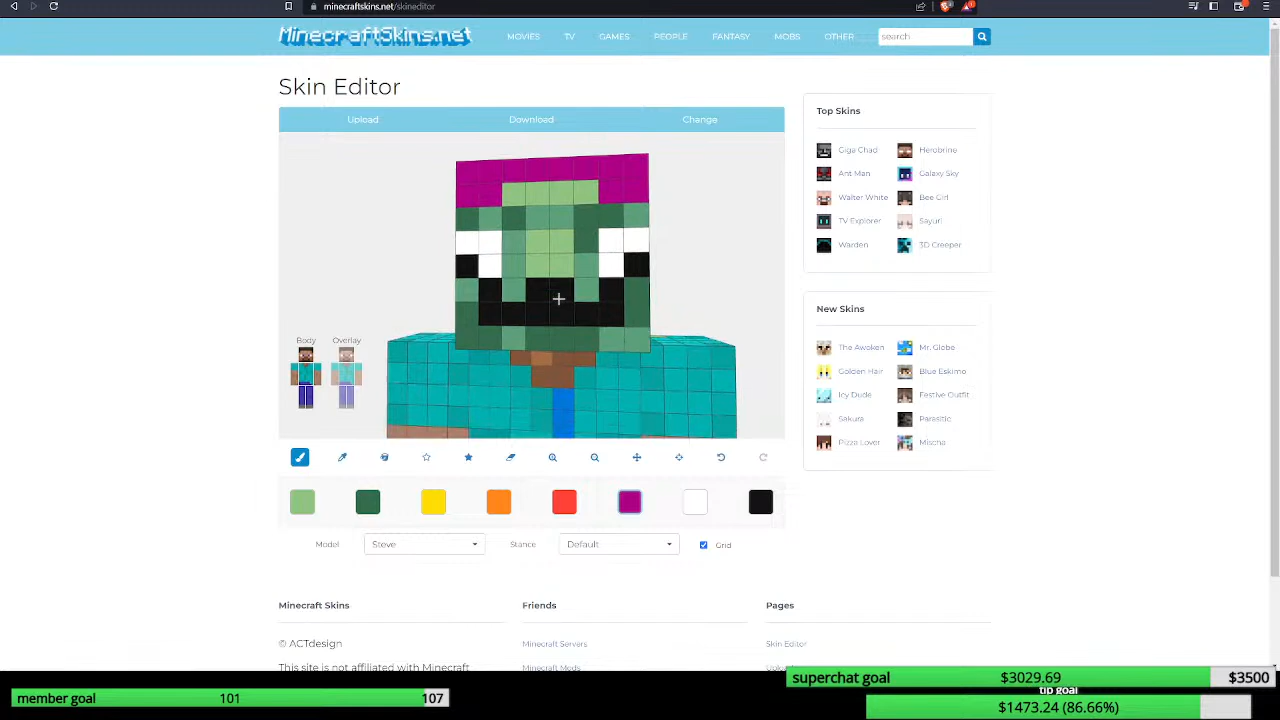 minecraftskins.net/skineditor
MinecraftSkins.net
MOVIES TV GAMES PEOPLE FANTASY MOBS OTHER search
Skin Editor
Upload Download Change
Body Overlay
Model Steve Stance Default Grid
Top Skins
Giga Chad Herobrine
Ant Man Galaxy Sky
Walter White Bee Girl
TV Explorer Sayuri
Warden 3D Creeper
New Skins
The Awoken Mr. Globe
Golden Hair Blue Eskimo
Icy Dude Festive Outfit
Sakura Parasitic
Pizza Lover Mischa
Minecraft Skins Friends Pages
© ACTdesign Minecraft Servers Skin Editor
This site is not affiliated with Minecraft Minecraft Mods
member goal 101 107
superchat goal $3029.69 $3500
tip goal
$1473.24 (86.66%)